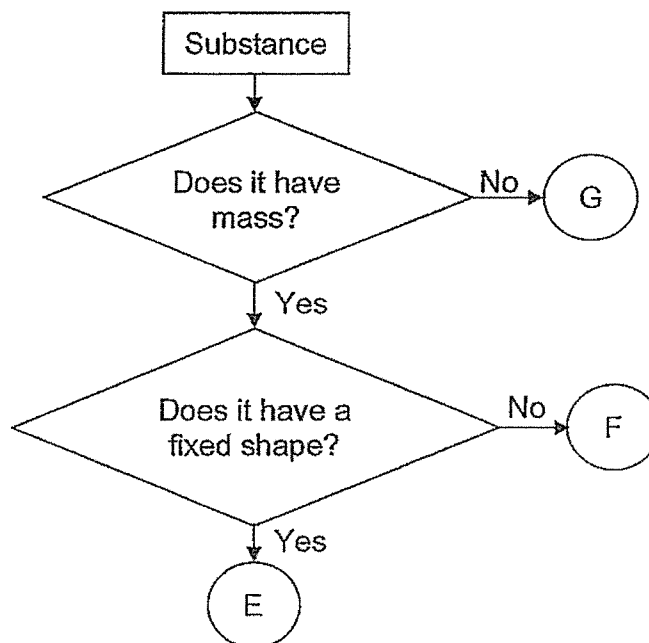 Substance
Does it have
mass?
No
G
Yes
Does it have a
fixed shape?
No
F
Yes
E